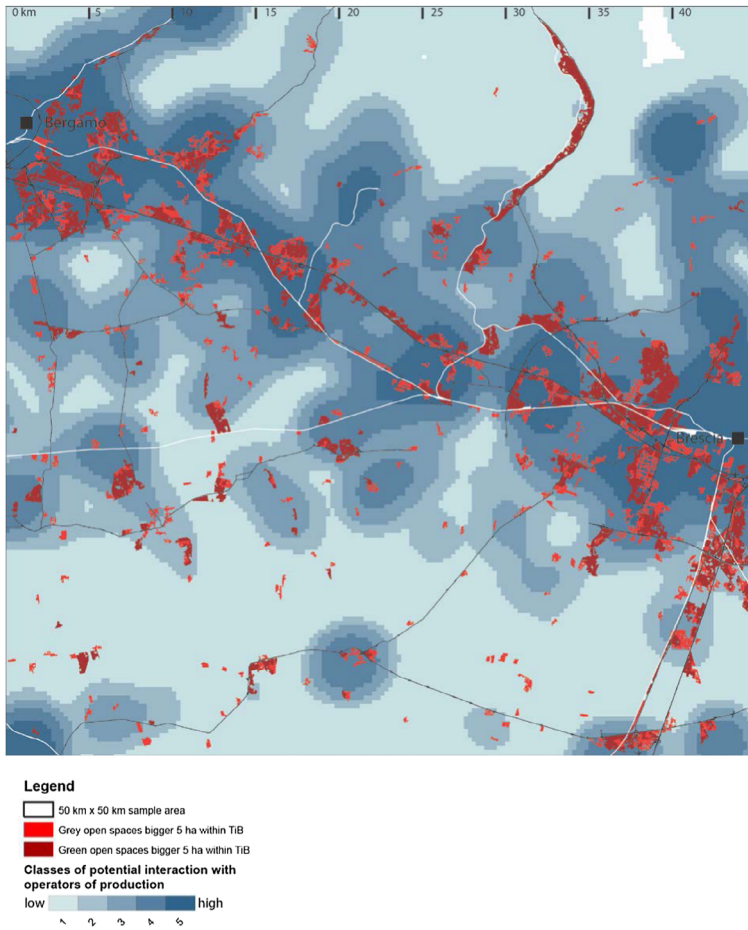 0 km 5 10 15 20 25 30 35 40
Bergamo
Brescia
Legend
50 km x 50 km sample area
Grey open spaces bigger 5 ha within TiB
Green open spaces bigger 5 ha within TiB
Classes of potential interaction with
operators of production
low high
1 2 3 4 5